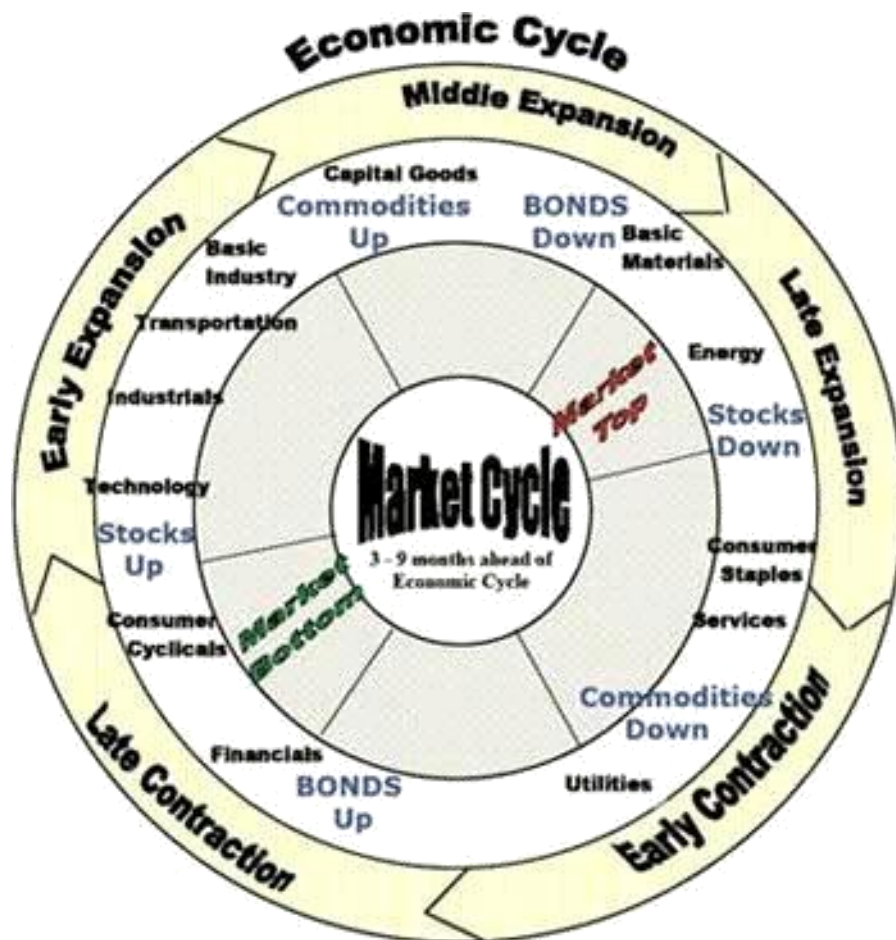 Economic Cycle
Middle Expansion
Capital Goods
Commodities
Up
BONDS
Down
Basic
Materials
Late Expansion
Energy
Stocks
Down
Consumer
Staples
Services
Commodities
Down
Early Contraction
Utilities
BONDS
Up
Financials
Late Contraction
Consumer
Cyclicals
Stocks
Up
Technology
Industrials
Transportation
Basic
Industry
Early Expansion
Market
Top
Market Cycle
3 - 9 months ahead of
Economic Cycle
Market
Bottom